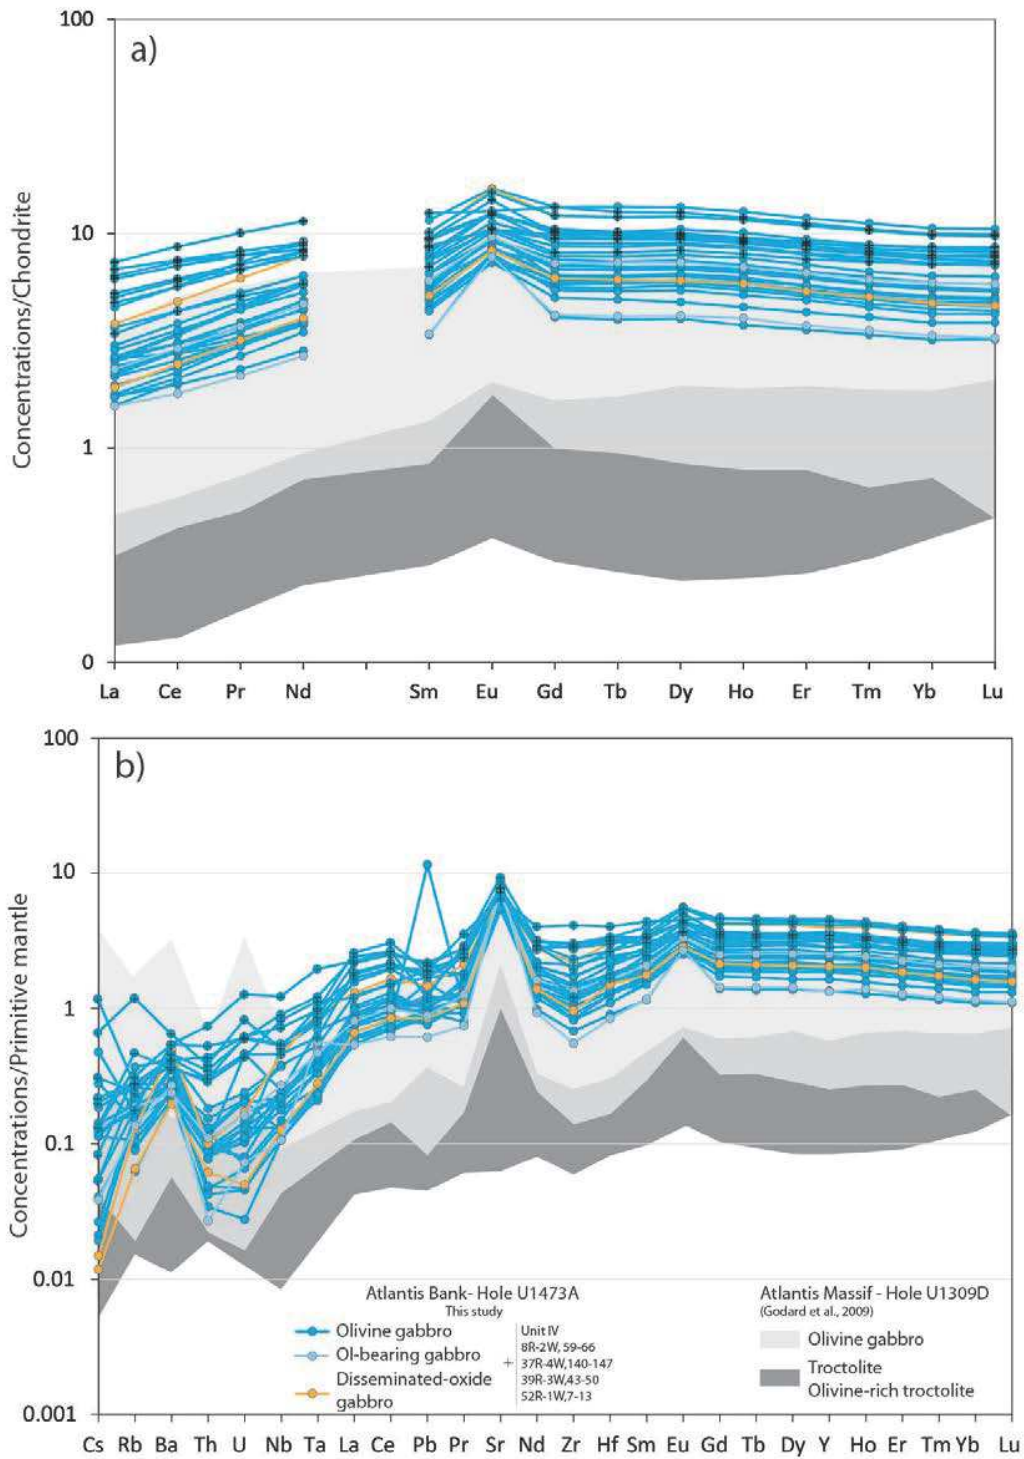 100
a)
10
1
0
Concentrations/Chondrite
La Ce Pr Nd Sm Eu Gd Tb Dy Ho Er Tm Yb Lu
100
b)
10
1
0.1
0.01
0.001
Concentrations/Primitive mantle
Atlantis Bank- Hole U1473A
This study
Olivine gabbro
Ol-bearing gabbro
Disseminated-oxide
gabbro
+
Unit IV
8R-2W, 59-66
37R-4W,140-147
39R-3W,43-50
52R-1W,7-13
Atlantis Massif - Hole U1309D
(Godard et al., 2009)
Olivine gabbro
Troctolite
Olivine-rich troctolite
Cs Rb Ba Th U Nb Ta La Ce Pb Pr Sr Nd Zr Hf Sm Eu Gd Tb Dy Y Ho Er Tm Yb Lu